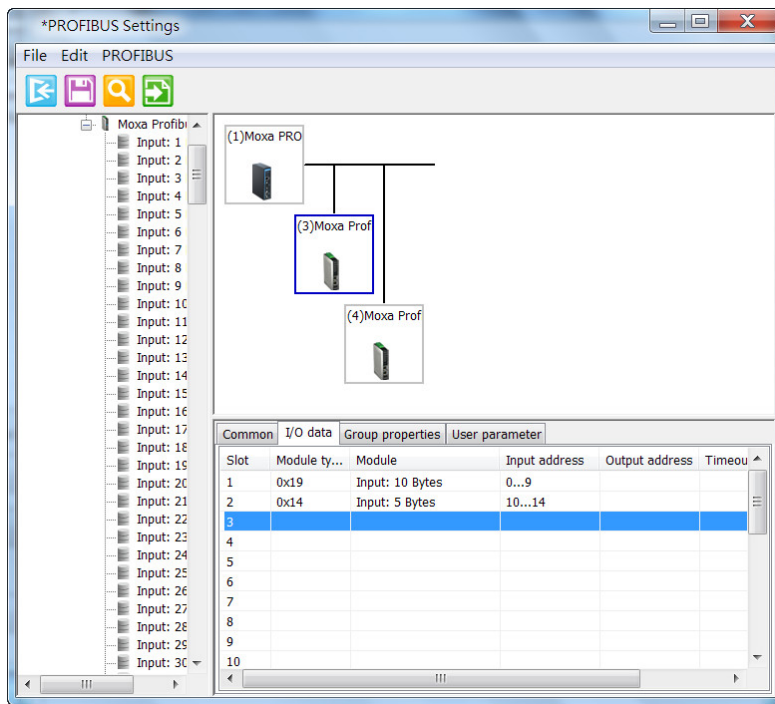 *PROFIBUS Settings
File Edit PROFIBUS
Moxa Profib
Input: 1
Input: 2
Input: 3
Input: 4
Input: 5
Input: 6
Input: 7
Input: 8
Input: 9
Input: 10
Input: 11
Input: 12
Input: 13
Input: 14
Input: 15
Input: 16
Input: 17
Input: 18
Input: 19
Input: 20
Input: 21
Input: 22
Input: 23
Input: 24
Input: 25
Input: 26
Input: 27
Input: 28
Input: 29
Input: 30
(1)Moxa PRO
(3)Moxa Prof
(4)Moxa Prof
Common I/O data Group properties User parameter
Slot Module ty... Module Input address Output address Timeou
1 0x19 Input: 10 Bytes 0...9
2 0x14 Input: 5 Bytes 10...14
3
4
5
6
7
8
9
10